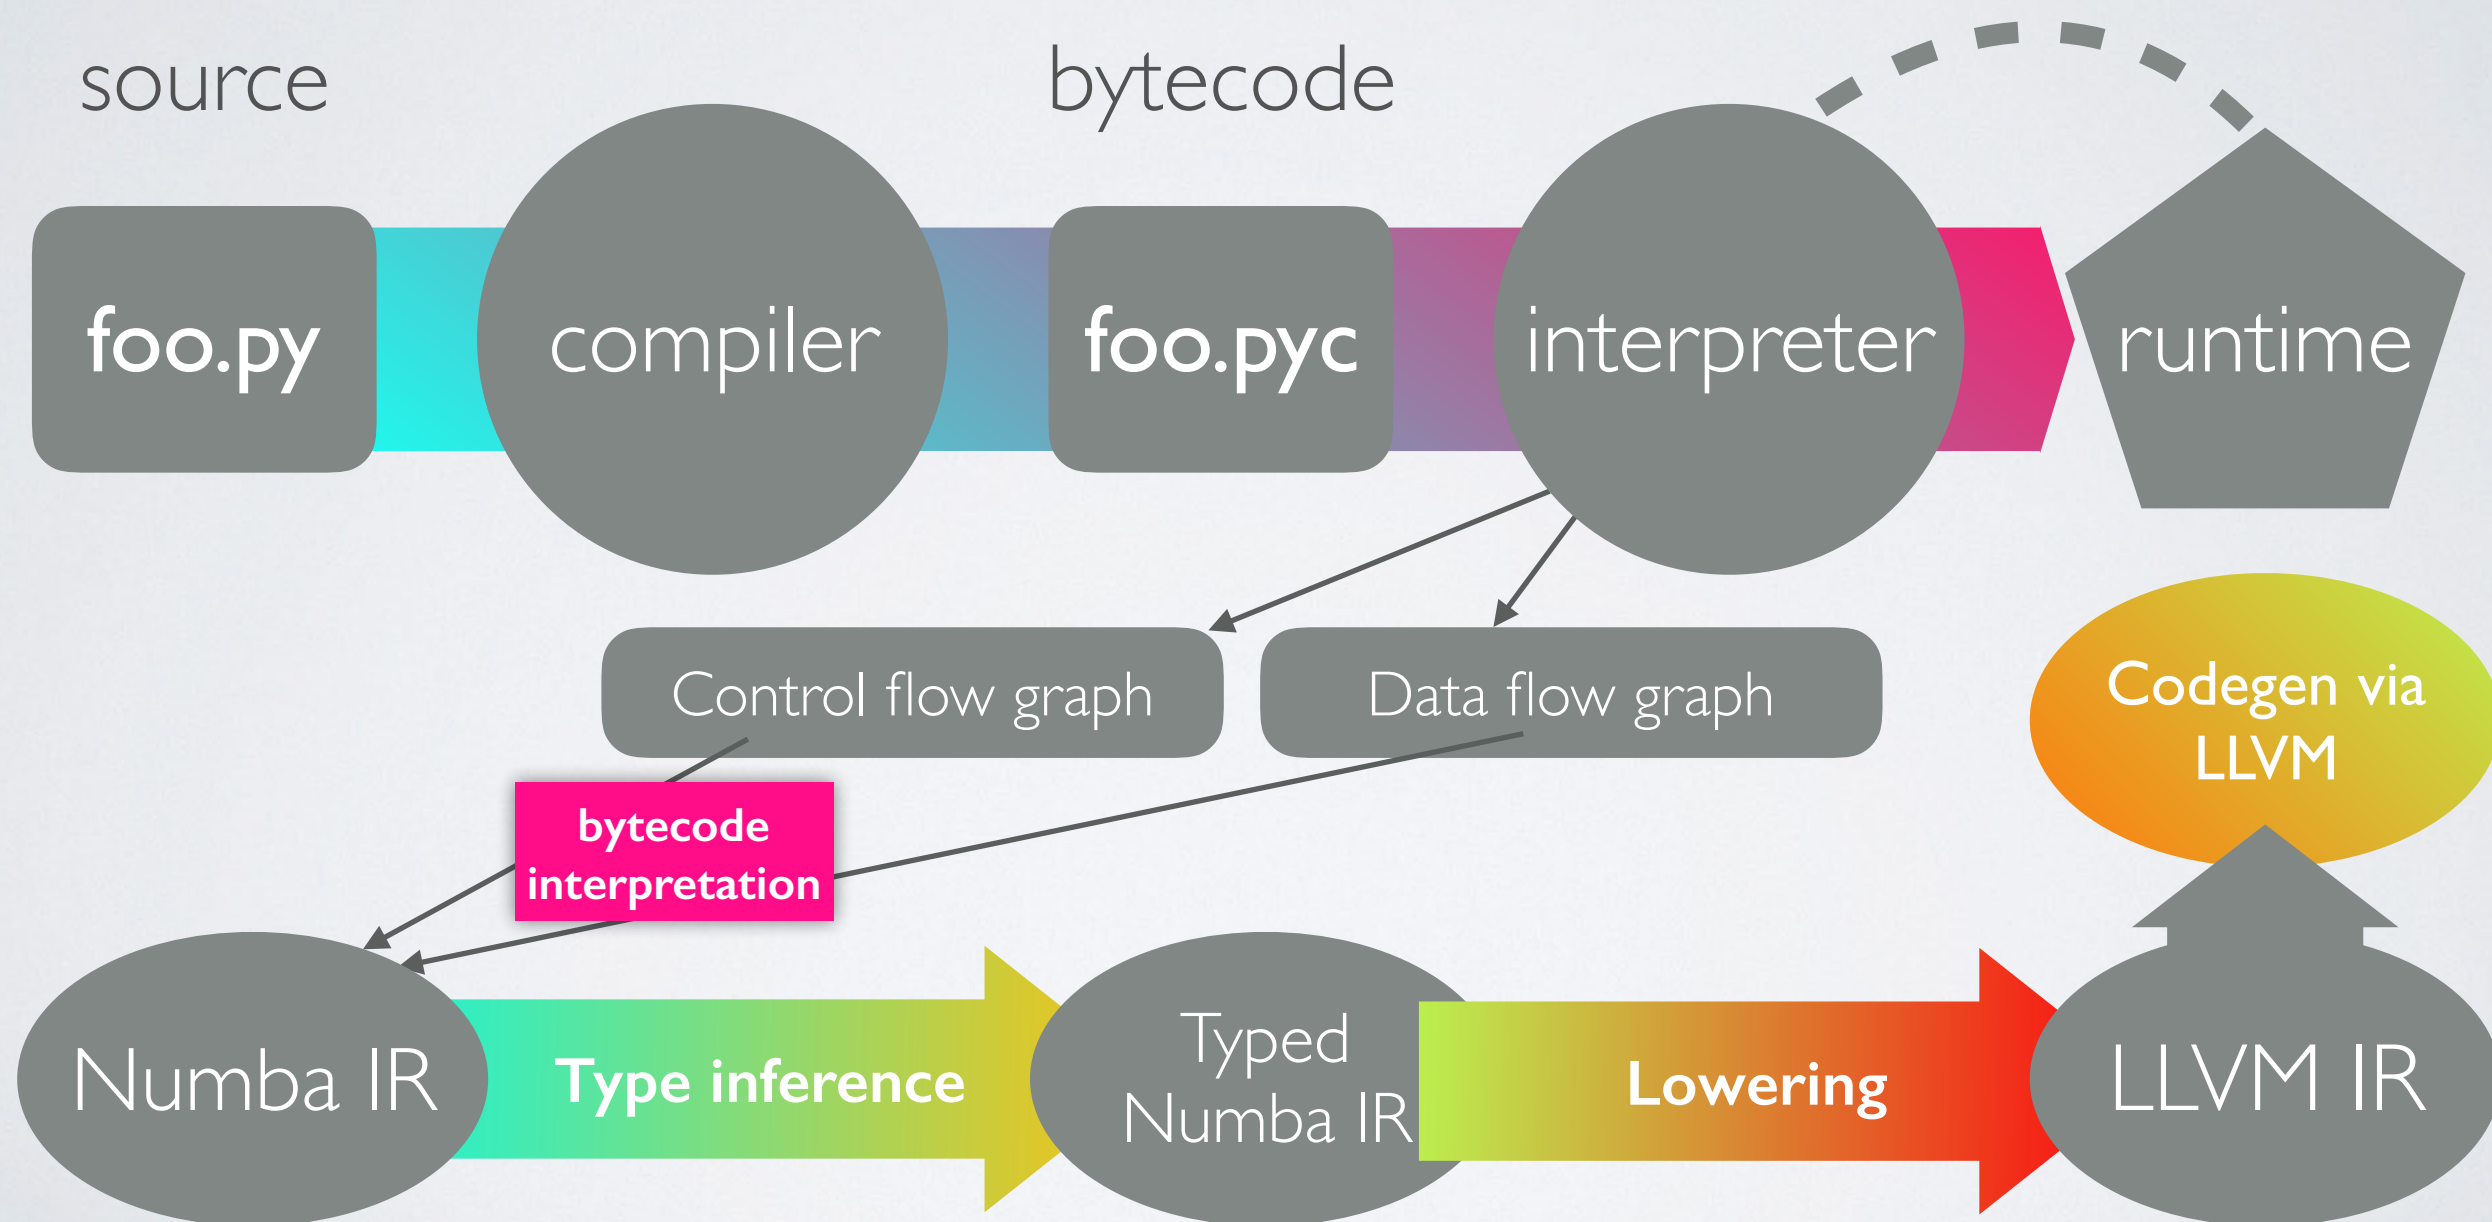 source
bytecode
foo.py
compiler
foo.pyc
interpreter
runtime
Control flow graph
Data flow graph
Codegen via
LLVM
bytecode
interpretation
Numba IR
Type inference
Typed
Numba IR
Lowering
LLVM IR